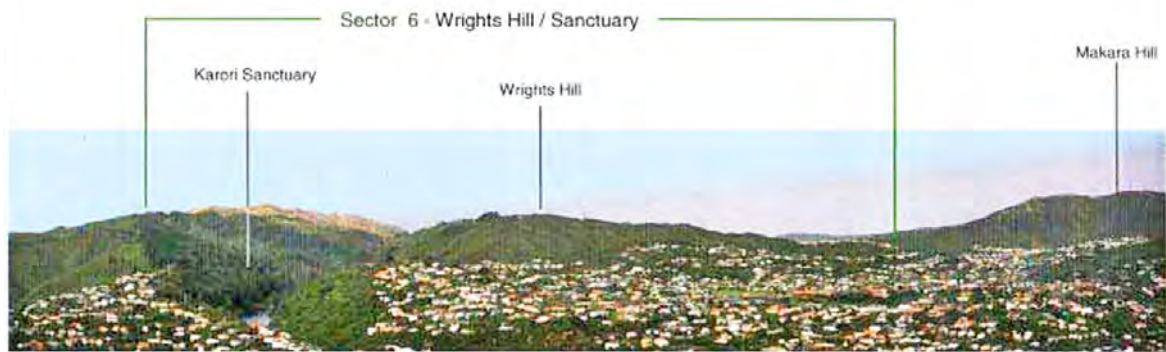 Sector 6 - Wrights Hill / Sanctuary
Makara Hill
Karori Sanctuary
Wrights Hill